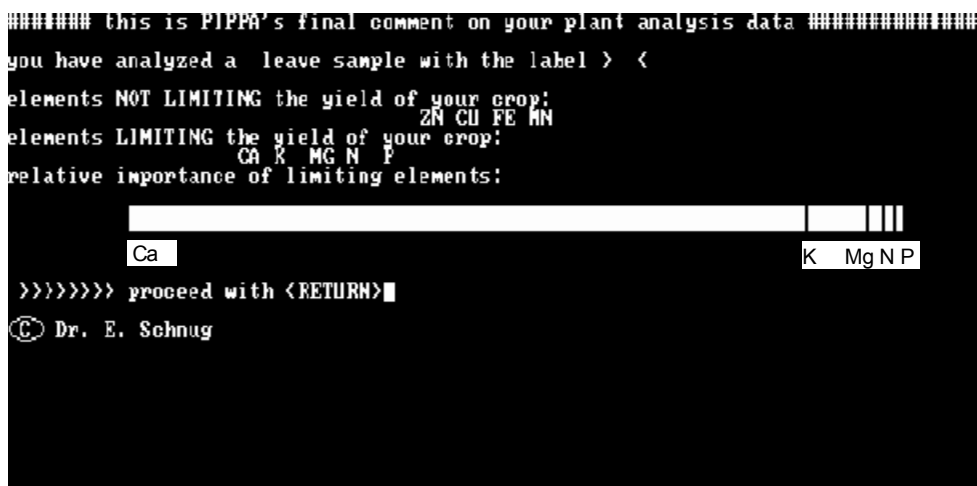 ####### this is PIPPA's final comment on your plant analysis data ##############
you have analyzed a leave sample with the label > <
elements NOT LIMITING the yield of your crop:
ZN CU FE MN
elements LIMITING the yield of your crop:
CA K MG N P
relative importance of limiting elements:
Ca K Mg N P
>>>>>>>> proceed with <RETURN>
(C) Dr. E. Schnug